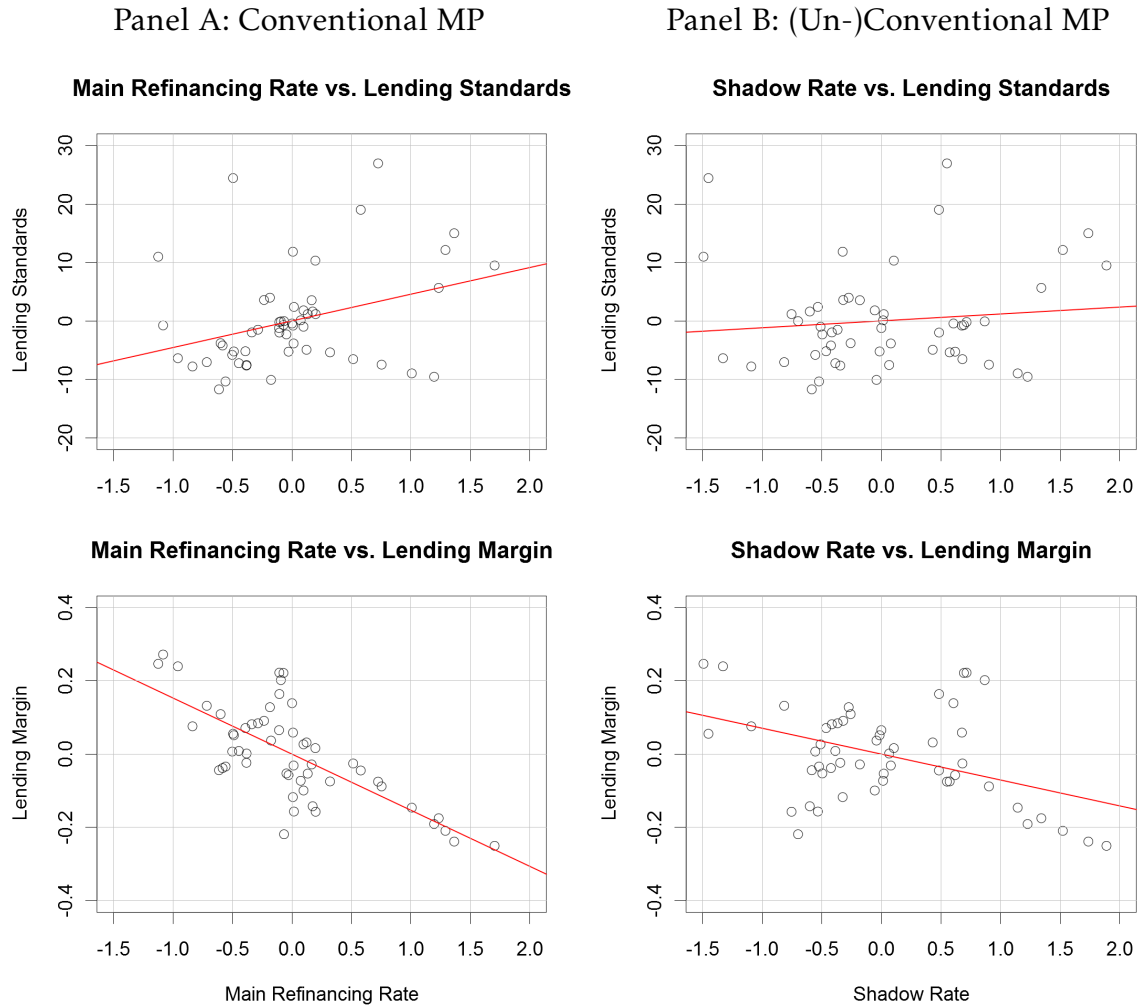 Panel A: Conventional MP
Panel B: (Un-)Conventional MP
Main Refinancing Rate vs. Lending Standards
Lending Standards
30
20
10
0
-10
-20
-1.5 -1.0 -0.5 0.0 0.5 1.0 1.5 2.0
Shadow Rate vs. Lending Standards
Lending Standards
30
20
10
0
-10
-20
-1.5 -1.0 -0.5 0.0 0.5 1.0 1.5 2.0
Main Refinancing Rate vs. Lending Margin
Lending Margin
0.4
0.2
0.0
-0.2
-0.4
-1.5 -1.0 -0.5 0.0 0.5 1.0 1.5 2.0
Main Refinancing Rate
Shadow Rate vs. Lending Margin
Lending Margin
0.4
0.2
0.0
-0.2
-0.4
-1.5 -1.0 -0.5 0.0 0.5 1.0 1.5 2.0
Shadow Rate